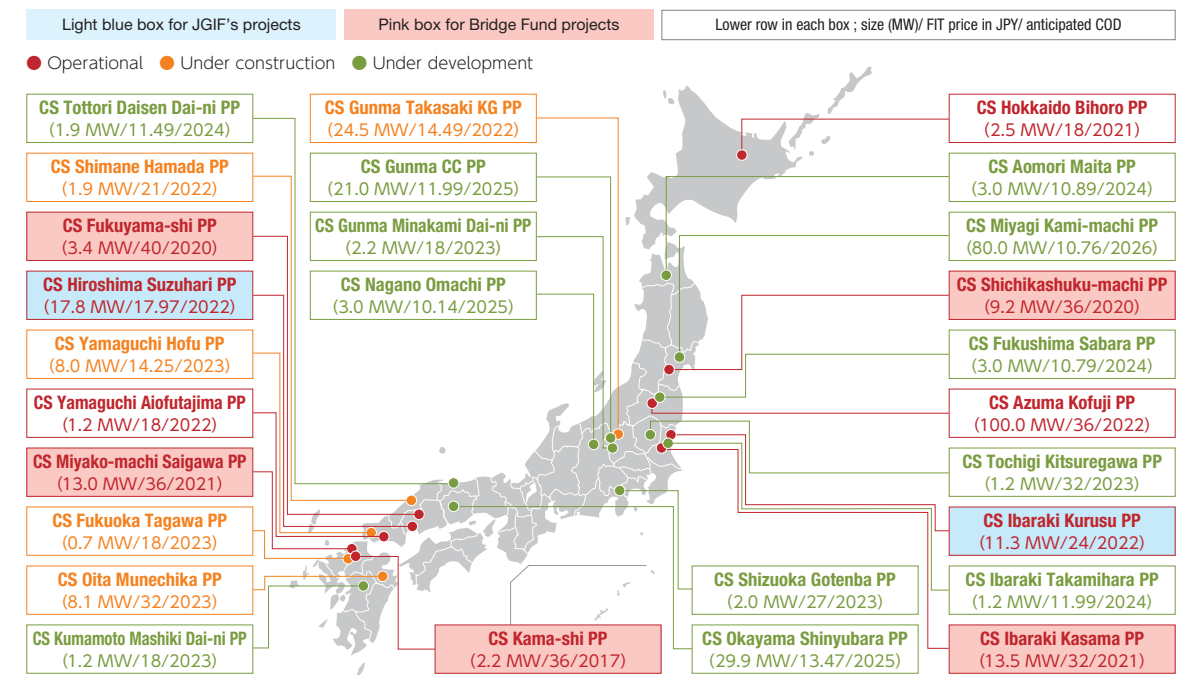 Light blue box for JGIF's projects
Pink box for Bridge Fund projects
Lower row in each box ; size (MW)/ FIT price in JPY/ anticipated COD
Operational
Under construction
Under development
CS Tottori Daisen Dai-ni PP
(1.9 MW/11.49/2024)
CS Shimane Hamada PP
(1.9 MW/21/2022)
CS Fukuyama-shi PP
(3.4 MW/40/2020)
CS Hiroshima Suzuhari PP
(17.8 MW/17.97/2022)
CS Yamaguchi Hofu PP
(8.0 MW/14.25/2023)
CS Yamaguchi Aiofutajima PP
(1.2 MW/18/2022)
CS Miyako-machi Saigawa PP
(13.0 MW/36/2021)
CS Fukuoka Tagawa PP
(0.7 MW/18/2023)
CS Oita Munechika PP
(8.1 MW/32/2023)
CS Kumamoto Mashiki Dai-ni PP
(1.2 MW/18/2023)
CS Gunma Takasaki KG PP
(24.5 MW/14.49/2022)
CS Gunma CC PP
(21.0 MW/11.99/2025)
CS Gunma Minakami Dai-ni PP
(2.2 MW/18/2023)
CS Nagano Omachi PP
(3.0 MW/10.14/2025)
CS Kama-shi PP
(2.2 MW/36/2017)
CS Shizuoka Gotenba PP
(2.0 MW/27/2023)
CS Okayama Shinyubara PP
(29.9 MW/13.47/2025)
CS Hokkaido Bihoro PP
(2.5 MW/18/2021)
CS Aomori Maita PP
(3.0 MW/10.89/2024)
CS Miyagi Kami-machi PP
(80.0 MW/10.76/2026)
CS Shichikashuku-machi PP
(9.2 MW/36/2020)
CS Fukushima Sabara PP
(3.0 MW/10.79/2024)
CS Azuma Kofuji PP
(100.0 MW/36/2022)
CS Tochigi Kitsuregawa PP
(1.2 MW/32/2023)
CS Ibaraki Kurusu PP
(11.3 MW/24/2022)
CS Ibaraki Takamihara PP
(1.2 MW/11.99/2024)
CS Ibaraki Kasama PP
(13.5 MW/32/2021)